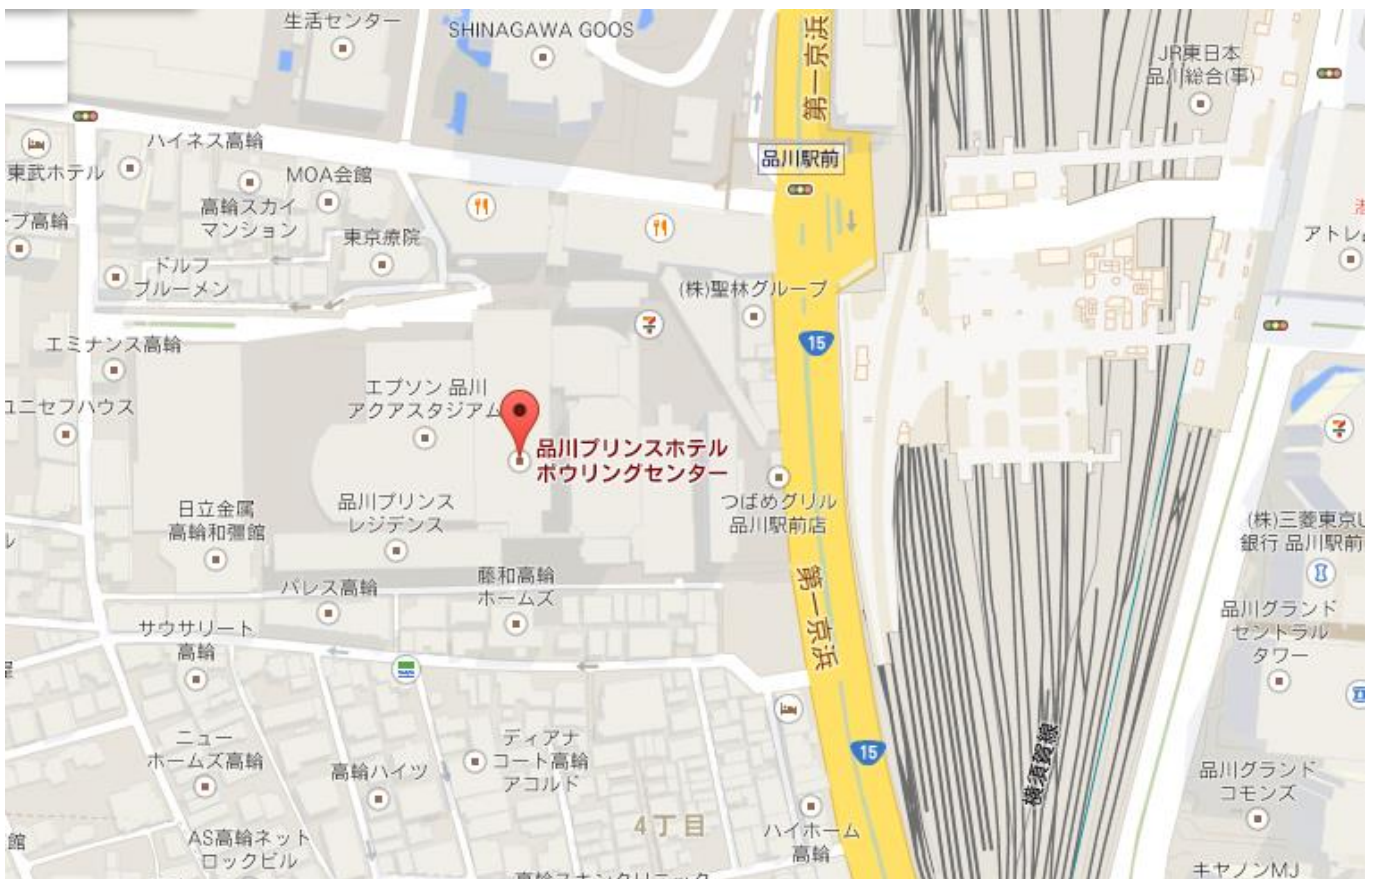 生活センター
SHINAGAWA GOOS
第一京浜
JR東日本
品川総合(事)
ハイネス高輪
品川駅前
東武ホテル
MOA会館
高輪スカイ
マンション
ープ高輪
東京療院
アトレ
ドルフ
ブルーメン
(株)聖林グループ
エミナンス高輪
15
エプソン 品川
アクアスタジアム
ユニセフハウス
品川プリンスホテル
ボウリングセンター
日立金属
高輪和彊館
品川プリンス
レジデンス
つばめグリル
品川駅前店
(株)三菱東京U
銀行 品川駅前
パレス高輪
藤和高輪
ホームズ
第一京浜
品川グランド
セントラル
タワー
サウサリート
高輪
ニュー
ホームズ高輪
高輪ハイツ
ディアナ
コート高輪
アコルド
15
横須賀線
品川グランド
コモンズ
4丁目
ハイホーム
高輪
館
AS高輪ネット
ロックビル
高輪スキンクリニック
キヤノンMJ